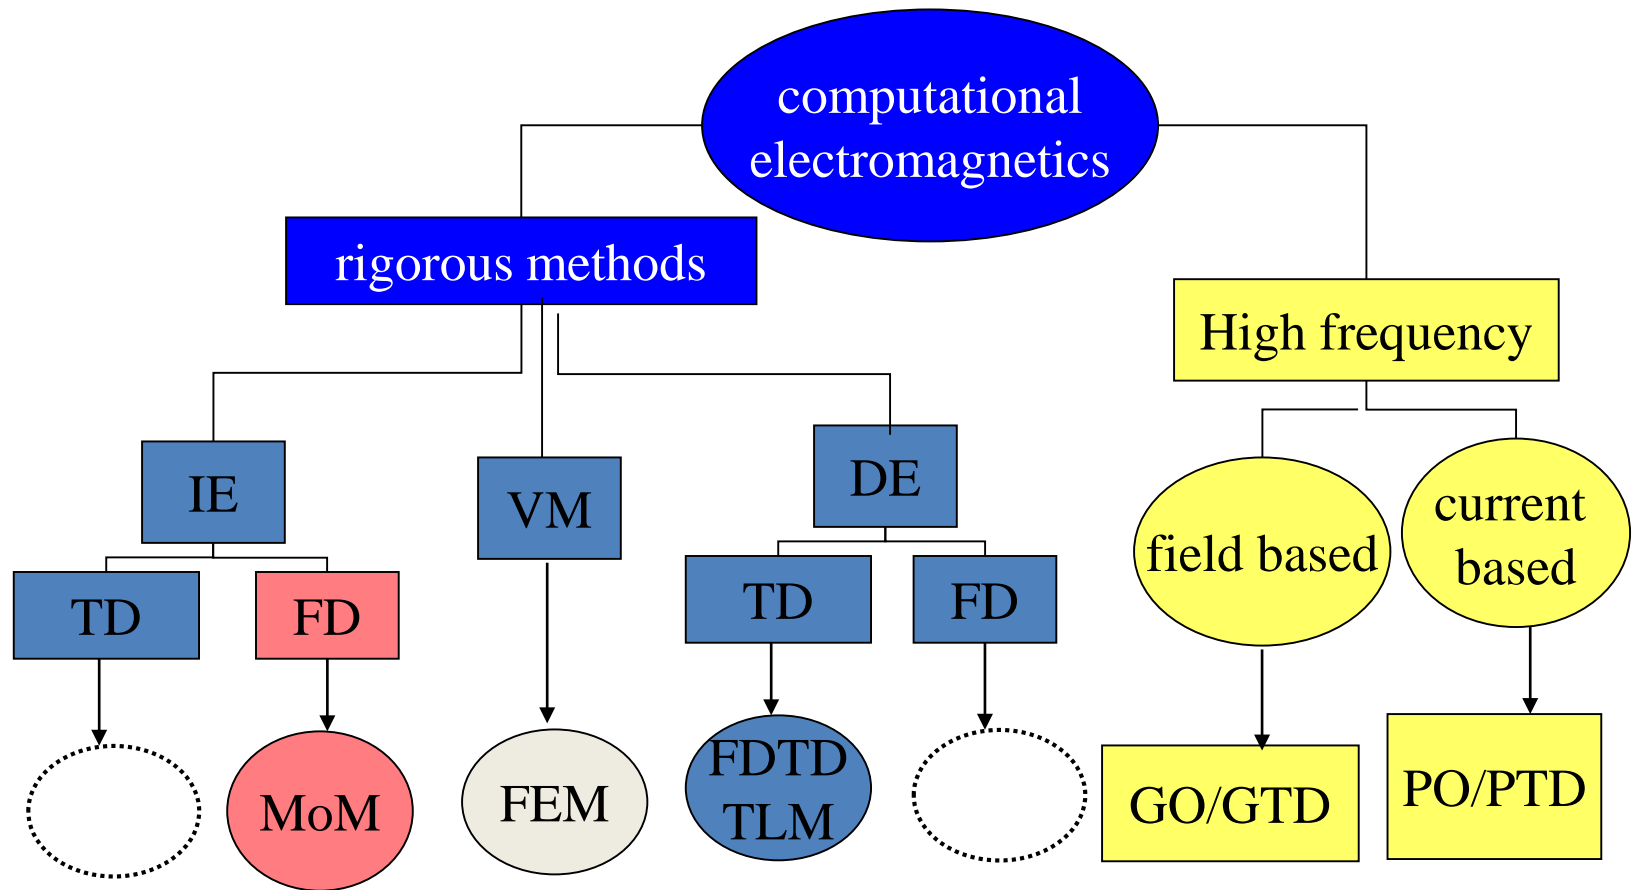 computational
electromagnetics
rigorous methods
High frequency
IE
VM
DE
field based
current
based
TD
FD
TD
FD
MoM
FEM
FDTD
TLM
GO/GTD
PO/PTD